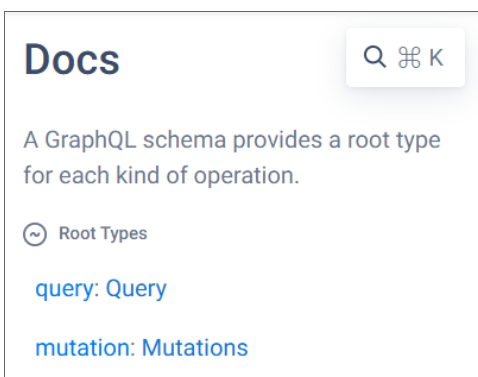 Docs
⌘ K
A GraphQL schema provides a root type
for each kind of operation.
Root Types
query: Query
mutation: Mutations